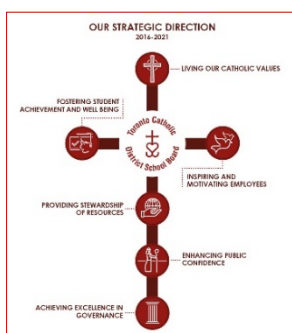 OUR STRATEGIC DIRECTION
2016-2021
LIVING OUR CATHOLIC VALUES
FOSTERING STUDENT
ACHIEVEMENT AND WELL BEING
Toronto Catholic
District School Board
INSPIRING AND
MOTIVATING EMPLOYEES
PROVIDING STEWARDSHIP
OF RESOURCES
ENHANCING PUBLIC
CONFIDENCE
ACHIEVING EXCELLENCE IN
GOVERNANCE